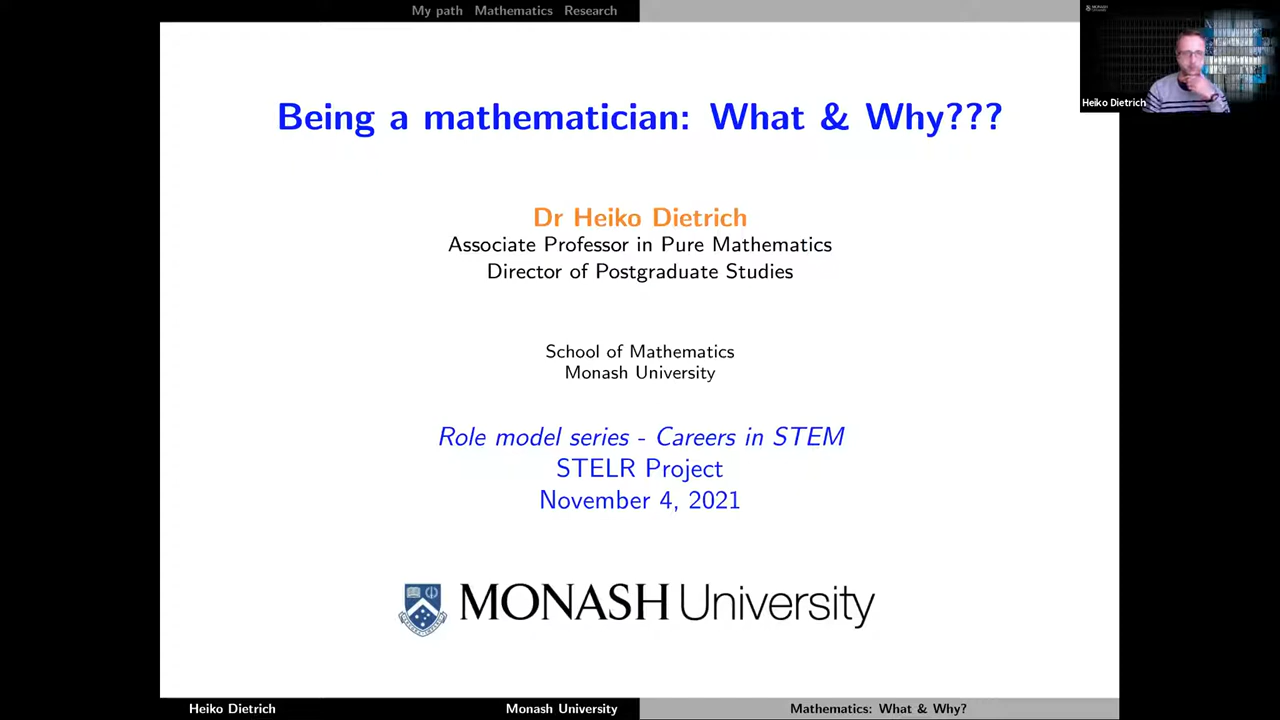 My path Mathematics Research
MONASH
Heiko Dietrich
Being a mathematician: What & Why???
Dr Heiko Dietrich
Associate Professor in Pure Mathematics
Director of Postgraduate Studies
School of Mathematics
Monash University
Role model series - Careers in STEM
STELR Project
November 4, 2021
MONASH University
Heiko Dietrich Monash University Mathematics: What & Why?